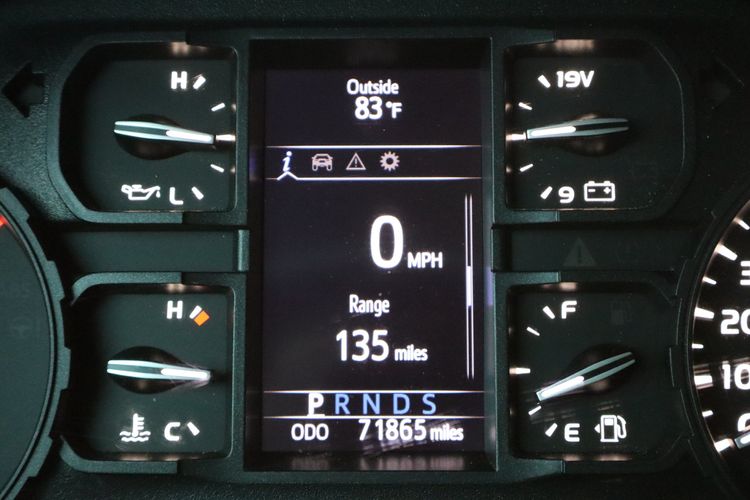 H
L
Outside
83 °F
i
0 MPH
Range
135 miles
P R N D S
ODO 71865 miles
19V
9
H
C
F
E
20
10